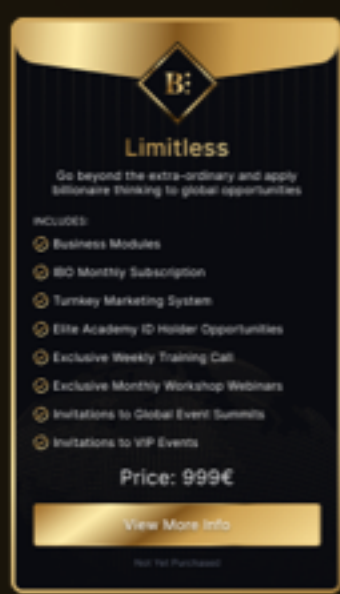 B
Limitless
Go beyond the extra-ordinary and apply
billionaire thinking to global opportunities
INCLUDES:
Business Modules
IBO Monthly Subscription
Turnkey Marketing System
Elite Academy ID Holder Opportunities
Exclusive Weekly Training Call
Exclusive Monthly Workshop Webinars
Invitations to Global Event Summits
Invitations to VIP Events
Price: 999€
View More Info
Not Yet Purchased